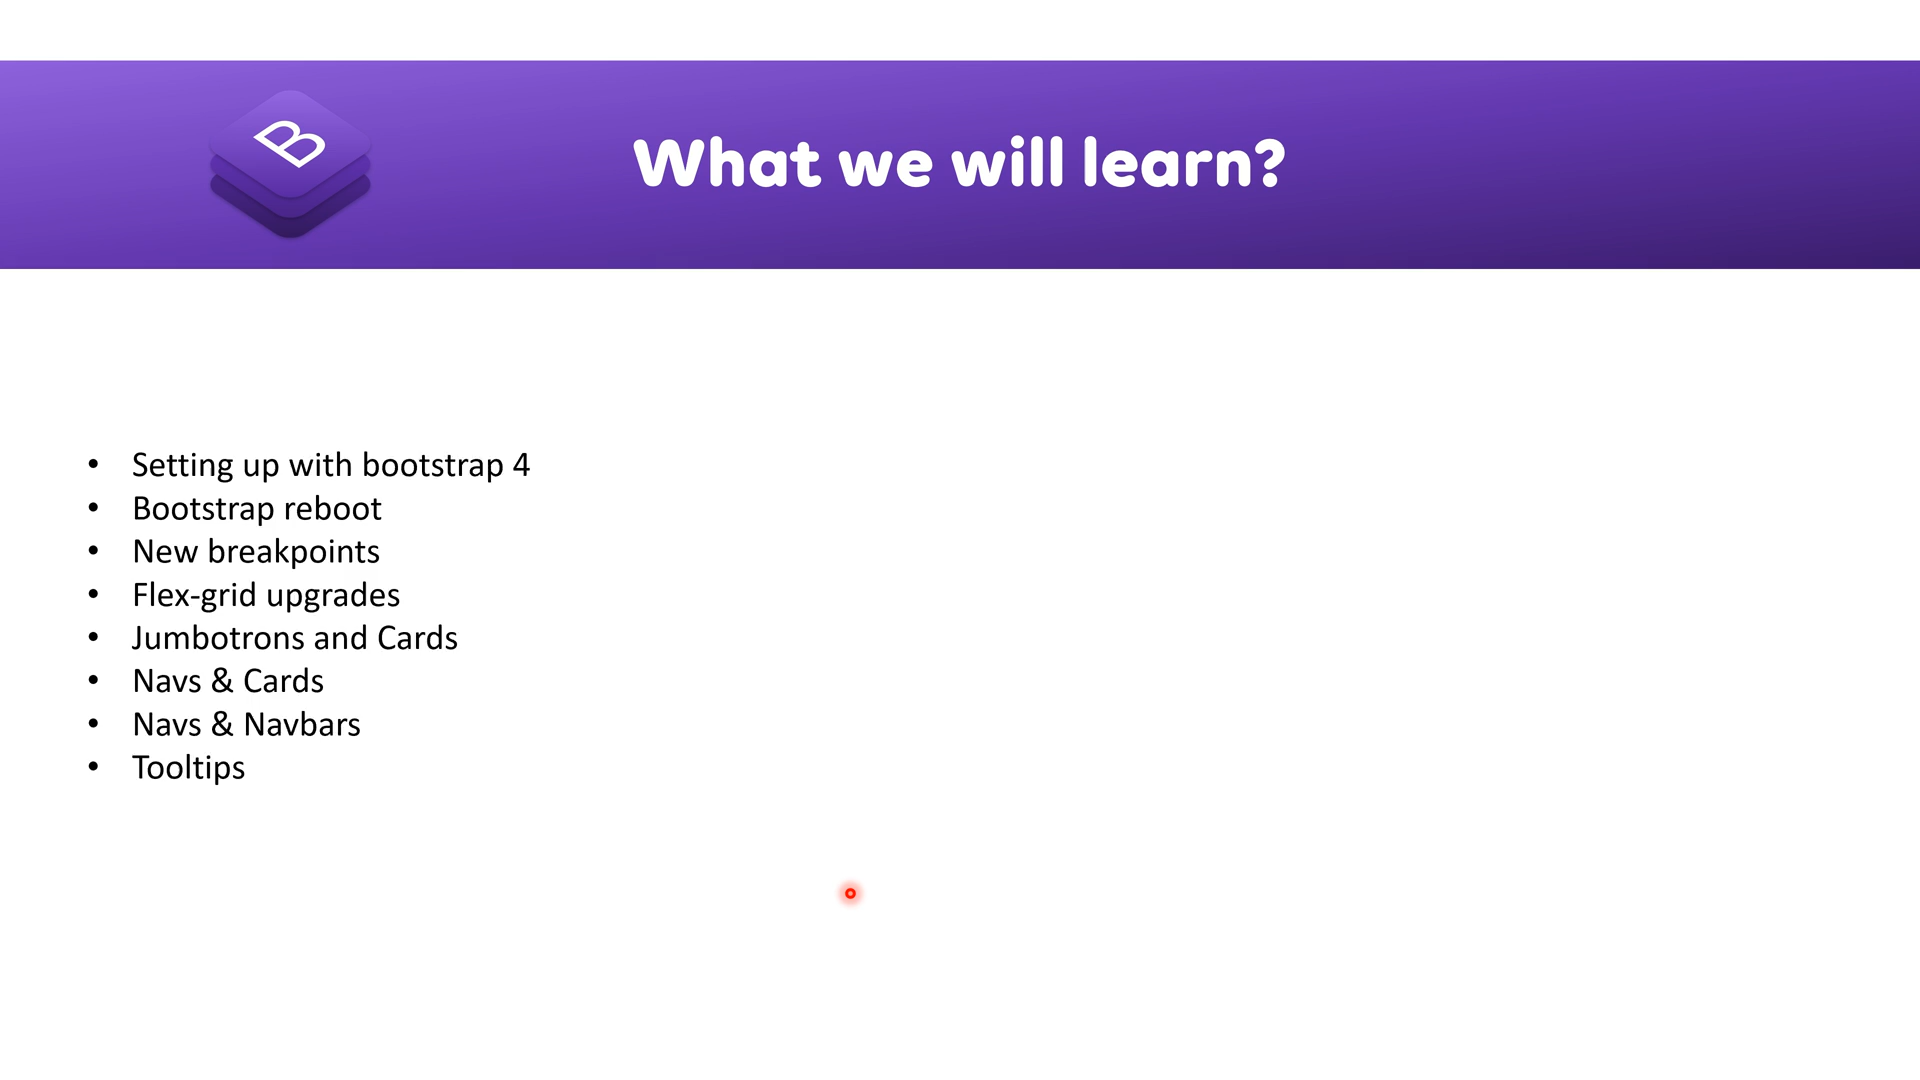 B
What we will learn?
• Setting up with bootstrap 4
• Bootstrap reboot
• New breakpoints
• Flex-grid upgrades
• Jumbotrons and Cards
• Navs & Cards
• Navs & Navbars
• Tooltips